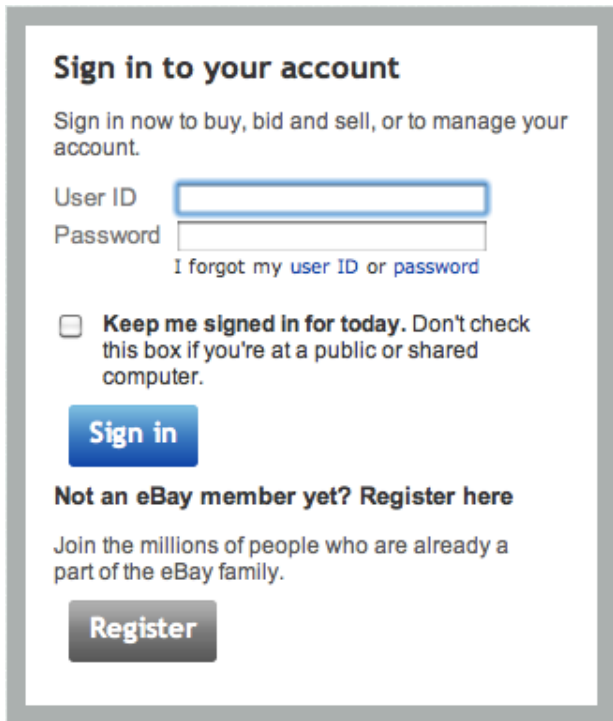 Sign in to your account
Sign in now to buy, bid and sell, or to manage your
account.
User ID
Password
I forgot my user ID or password
Keep me signed in for today. Don't check
this box if you're at a public or shared
computer.
Sign in
Not an eBay member yet? Register here
Join the millions of people who are already a
part of the eBay family.
Register